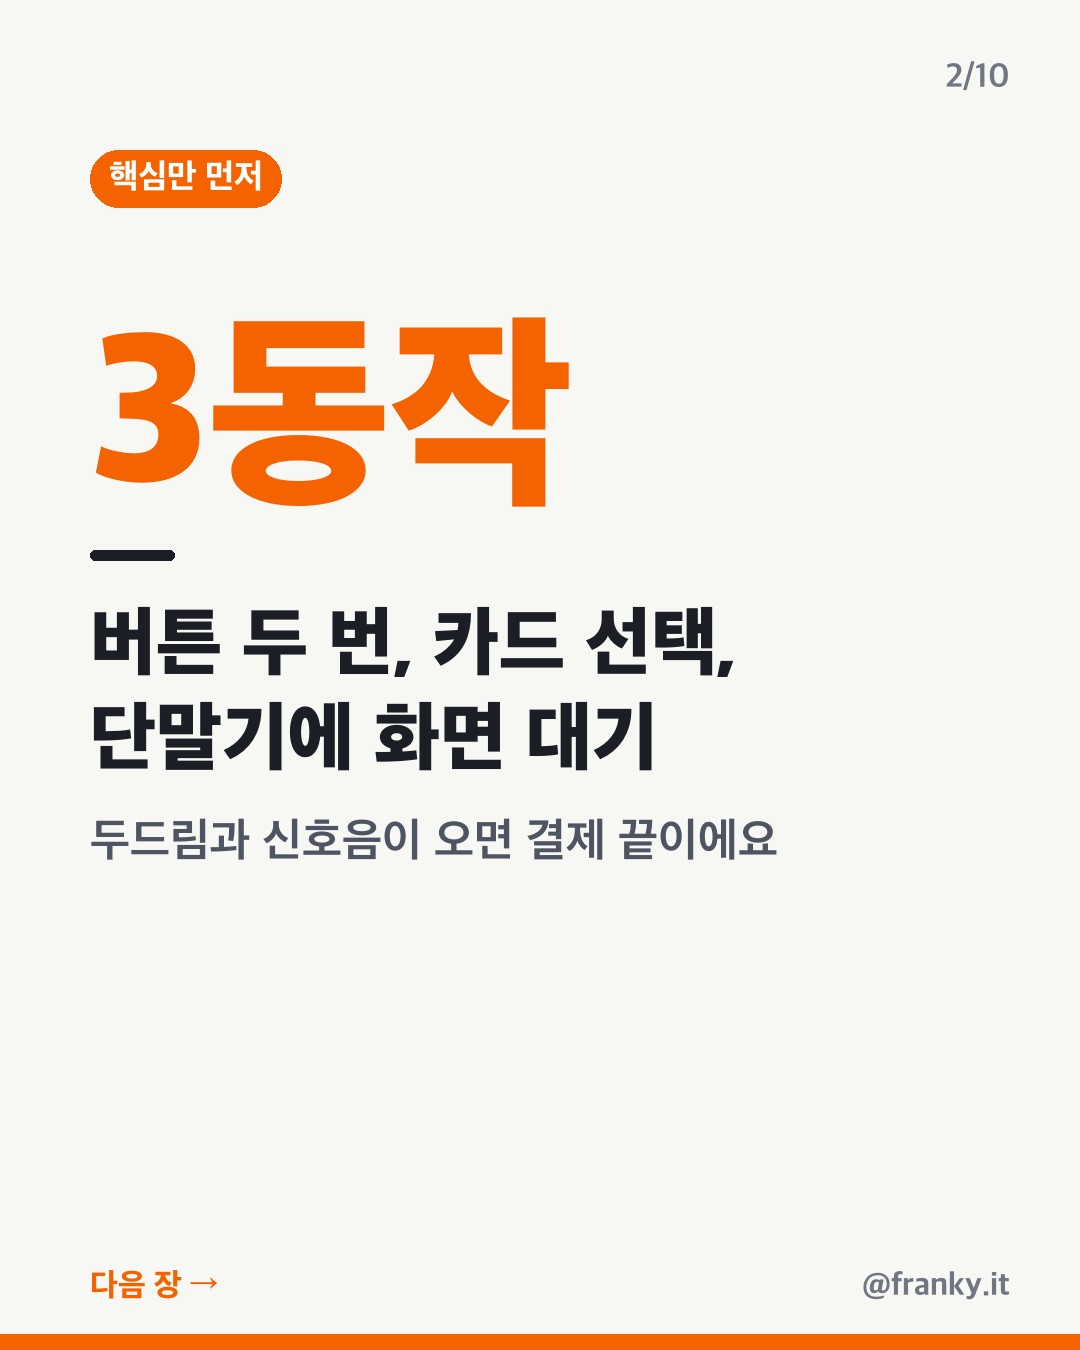 2/10
핵심만 먼저
3동작
버튼 두 번, 카드 선택,
단말기에 화면 대기
두드림과 신호음이 오면 결제 끝이에요
다음 장 →
@franky.it